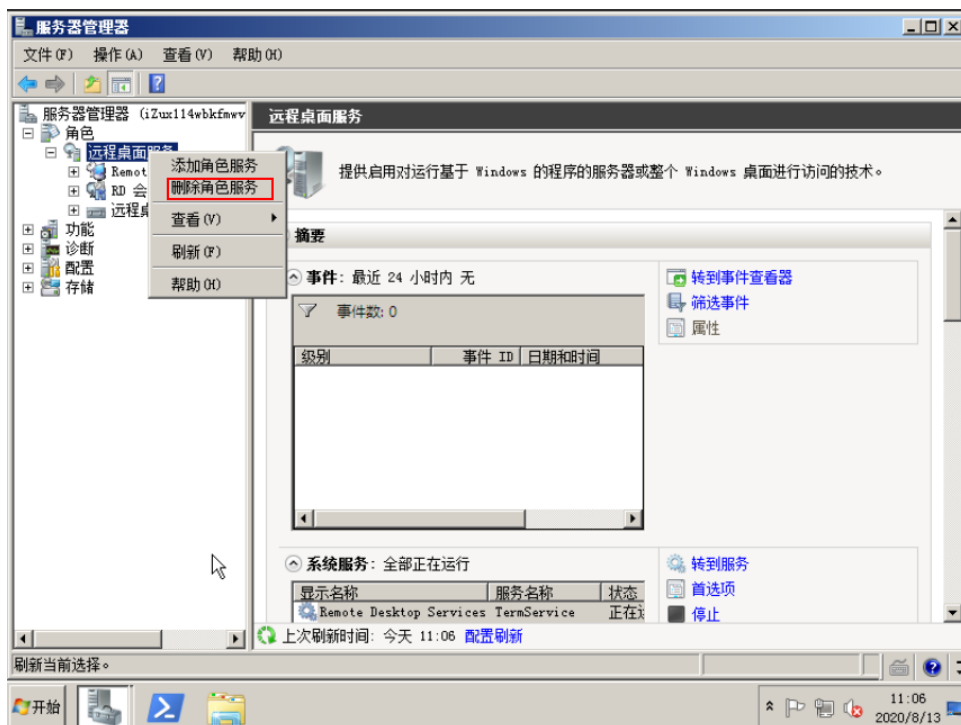 服务器管理器
文件(F) 操作(A) 查看(V) 帮助(H)
服务器管理器 (iZux114wbkfmwv
角色
远程桌面服务
Remot
RD 会
远程桌
功能
诊断
配置
存储
添加角色服务
删除角色服务
查看(V)
刷新(F)
帮助(H)
远程桌面服务
提供启用对运行基于 Windows 的程序的服务器或整个 Windows 桌面进行访问的技术。
摘要
事件: 最近 24 小时内 无
事件数: 0
级别 事件 ID 日期和时间
转到事件查看器
筛选事件
属性
系统服务: 全部正在运行
显示名称 服务名称 状态
Remote Desktop Services TermService 正在
转到服务
首选项
停止
上次刷新时间: 今天 11:06 配置刷新
刷新当前选择。
开始
11:06
2020/8/13